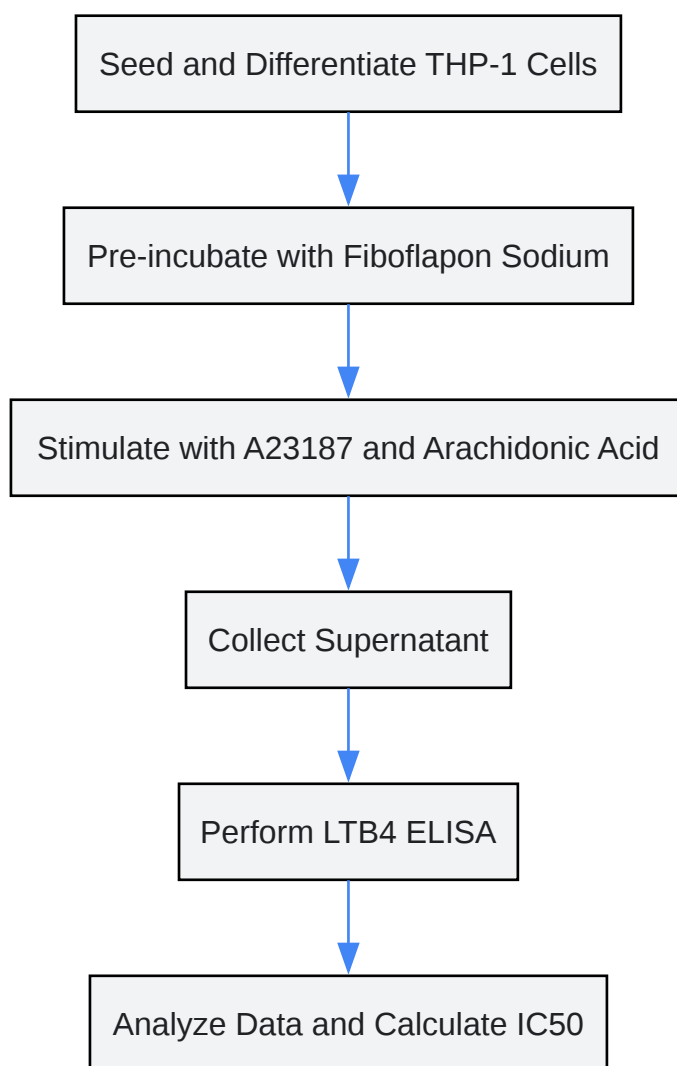 Seed and Differentiate THP-1 Cells
Pre-incubate with Fiboflapon Sodium
Stimulate with A23187 and Arachidonic Acid
Collect Supernatant
Perform LTB4 ELISA
Analyze Data and Calculate IC50